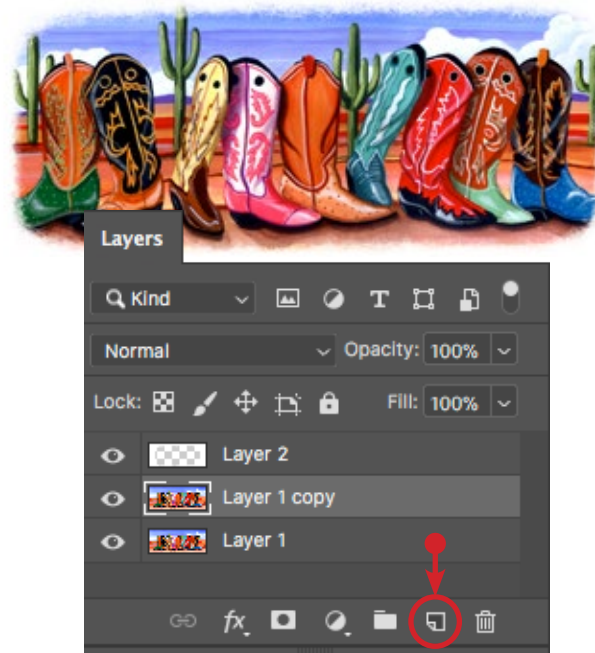 Layers
Kind
Normal Opacity: 100%
Lock: Fill: 100%
Layer 2
Layer 1 copy
Layer 1
fx